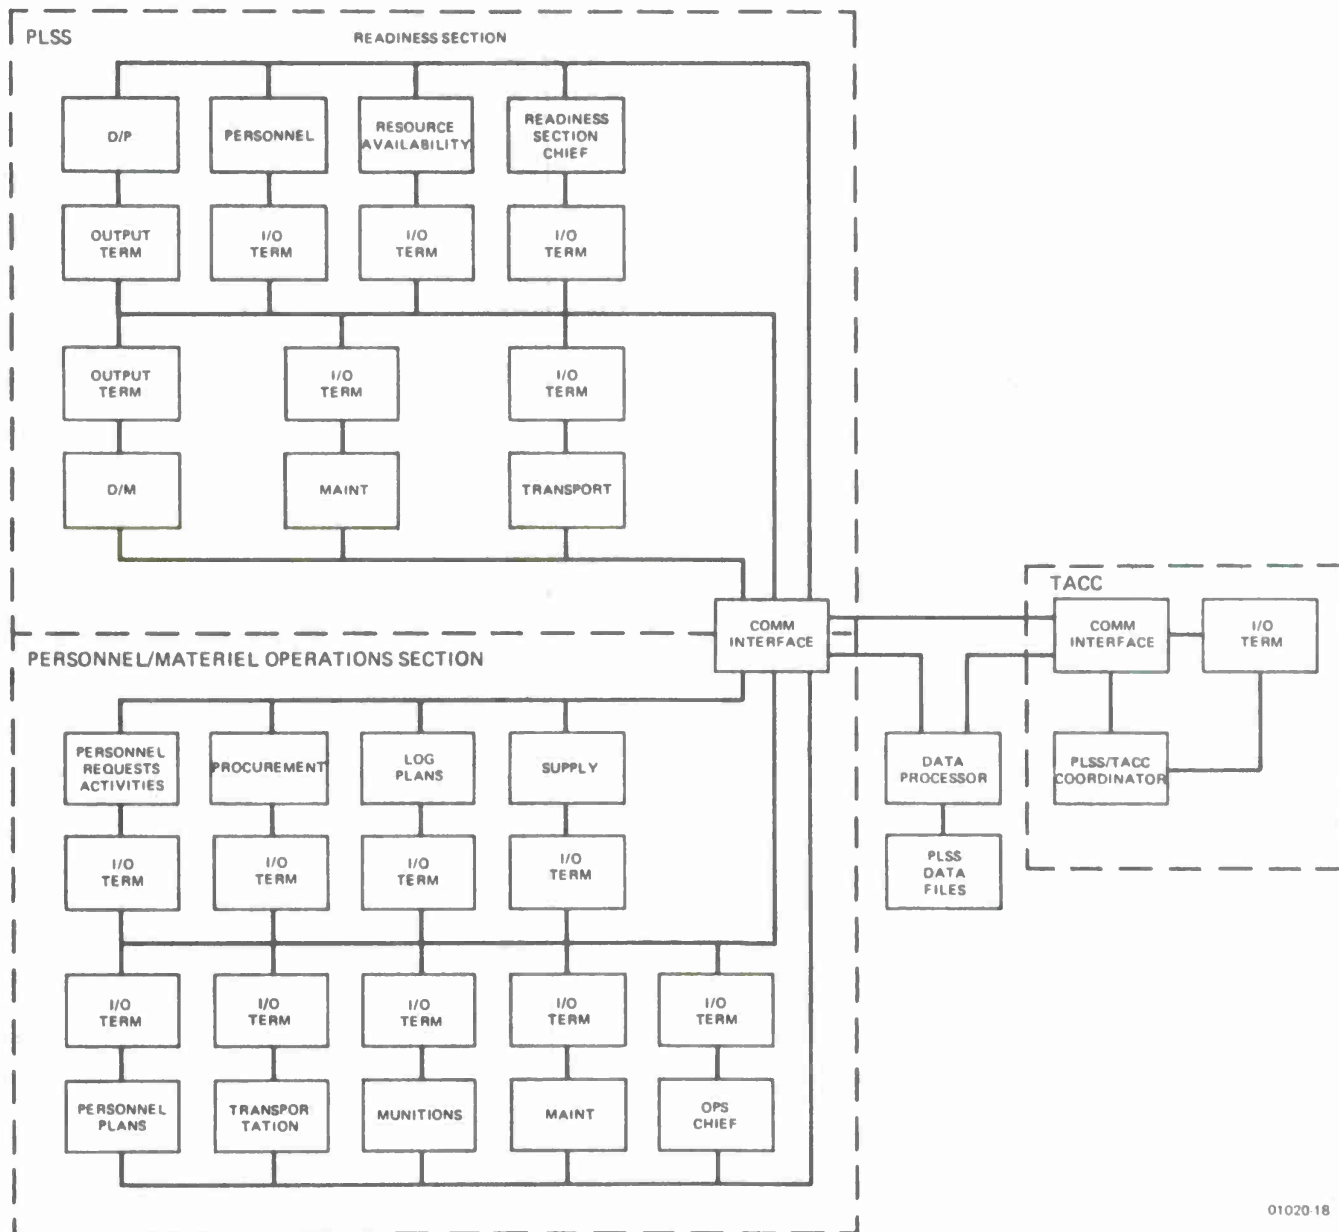 PLSS
READINESS SECTION
D/P
PERSONNEL
RESOURCE
AVAILABILITY
READINESS
SECTION
CHIEF
OUTPUT
TERM
I/O
TERM
I/O
TERM
I/O
TERM
OUTPUT
TERM
I/O
TERM
I/O
TERM
D/M
MAINT
TRANSPORT
COMM
INTERFACE
TACC
COMM
INTERFACE
I/O
TERM
PERSONNEL/MATERIEL OPERATIONS SECTION
PERSONNEL
REQUESTS
ACTIVITIES
PROCUREMENT
LOG
PLANS
SUPPLY
DATA
PROCESSOR
PLSS/TACC
COORDINATOR
I/O
TERM
I/O
TERM
I/O
TERM
I/O
TERM
PLSS
DATA
FILES
I/O
TERM
I/O
TERM
I/O
TERM
I/O
TERM
I/O
TERM
PERSONNEL
PLANS
TRANSPOR
TATION
MUNITIONS
MAINT
OPS
CHIEF
01020-18